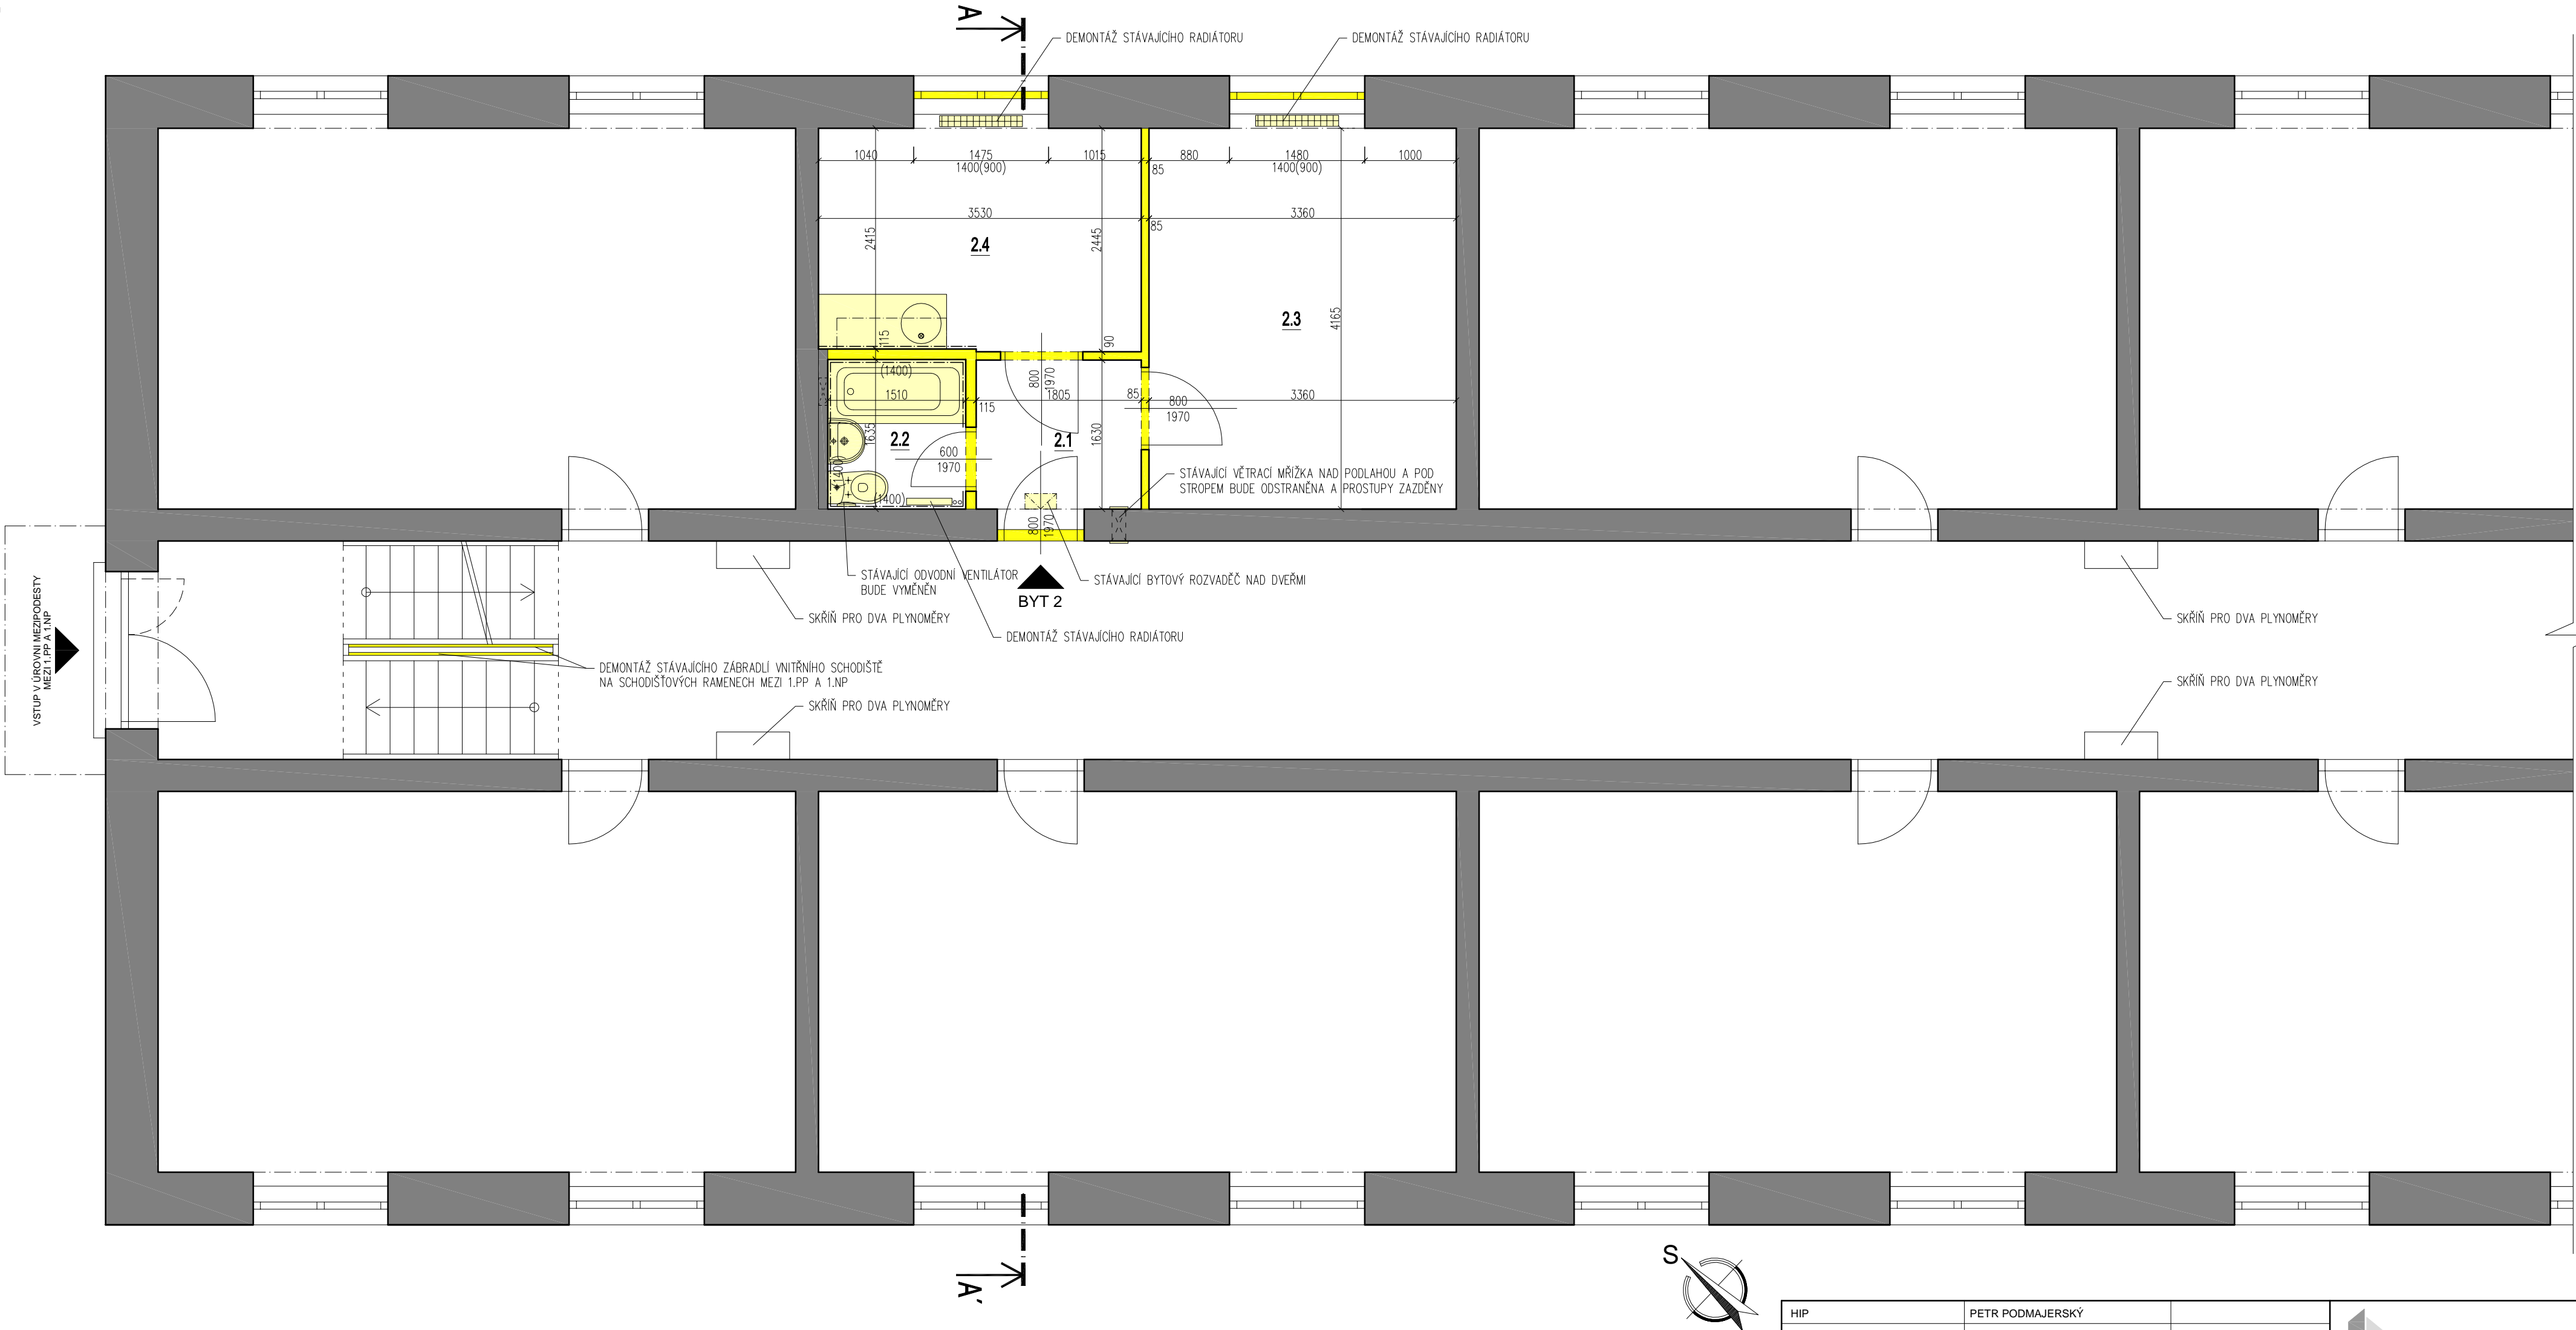 A
DEMONTÁŽ STÁVAJÍCÍHO RADIÁTORU
DEMONTÁŽ STÁVAJÍCÍHO RADIÁTORU
1040
1475
1400(900)
1015
85
880
1480
1400(900)
1000
3530
85
3360
2415
2.4
2445
2.3
4165
115
90
(1400)
1510
115
800
1970
1805
85
800
1970
3360
1635
2.2
600
1970
2.1
1630
(1400)
(1400)
800
1970
STÁVAJÍCÍ VĚTRACÍ MŘÍŽKA NAD PODLAHOU A POD
STROPEM BUDE ODSTRANĚNA A PROSTUPY ZAZDĚNY
STÁVAJÍCÍ ODVODNÍ VENTILÁTOR
BUDE VYMĚNĚN
BYT 2
STÁVAJÍCÍ BYTOVÝ ROZVADĚČ NAD DVEŘMI
SKŘÍŇ PRO DVA PLYNOMĚRY
SKŘÍŇ PRO DVA PLYNOMĚRY
DEMONTÁŽ STÁVAJÍCÍHO RADIÁTORU
VSTUP V ÚROVNI MEZIPODESTY
MEZI 1.PP A 1.NP
DEMONTÁŽ STÁVAJÍCÍHO ZÁBRADLÍ VNITŘNÍHO SCHODIŠTĚ
NA SCHODIŠŤOVÝCH RAMENECH MEZI 1.PP A 1.NP
SKŘÍŇ PRO DVA PLYNOMĚRY
SKŘÍŇ PRO DVA PLYNOMĚRY
A'
S
HIP
PETR PODMAJERSKÝ